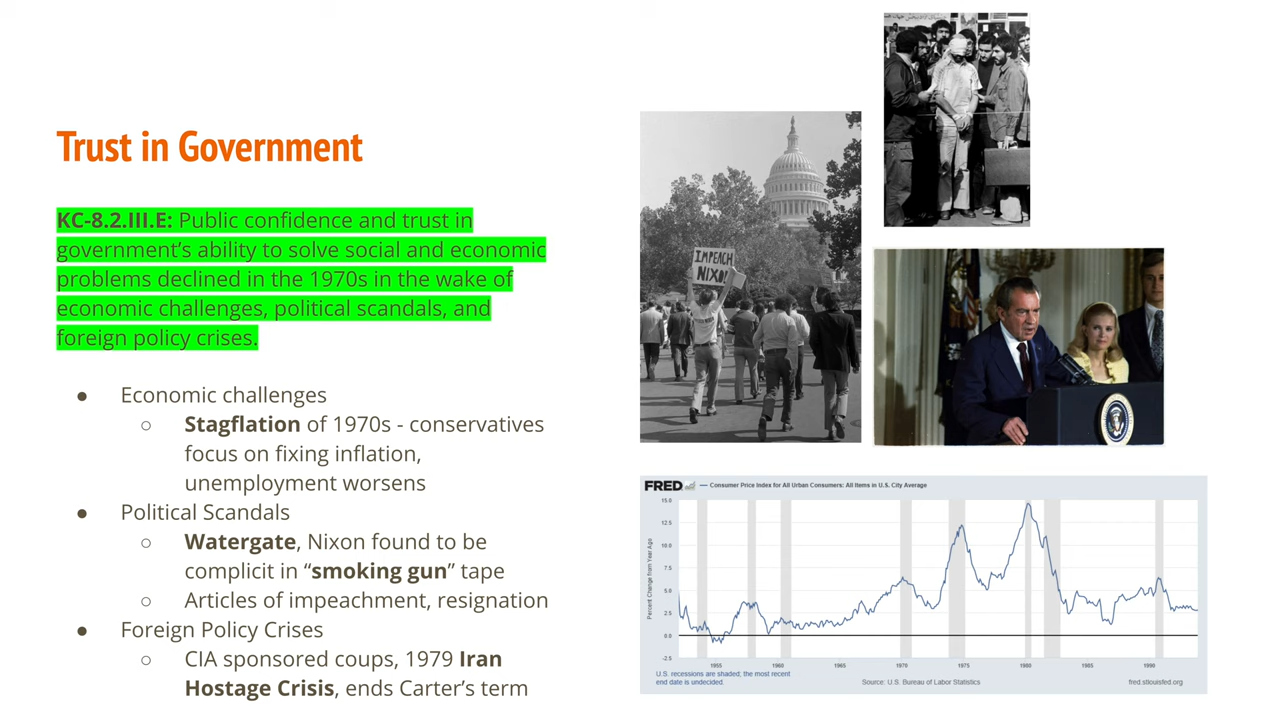 Trust in Government
KC-8.2.III.E: Public confidence and trust in
government's ability to solve social and economic
problems declined in the 1970s in the wake of
economic challenges, political scandals, and
foreign policy crises.
● Economic challenges
○ Stagflation of 1970s - conservatives
focus on fixing inflation,
unemployment worsens
● Political Scandals
○ Watergate, Nixon found to be
complicit in “smoking gun” tape
○ Articles of impeachment, resignation
● Foreign Policy Crises
○ CIA sponsored coups, 1979 Iran
Hostage Crisis, ends Carter's term
IMPEACH
NIXON!
FRED — Consumer Price Index for All Urban Consumers: All Items in U.S. City Average
Percent Change from Year Ago
15.0
12.5
10.0
7.5
5.0
2.5
0.0
-2.5
1955 1960 1965 1970 1975 1980 1985 1990
U.S. recessions are shaded; the most recent
end date is undecided.
Source: U.S. Bureau of Labor Statistics
fred.stlouisfed.org